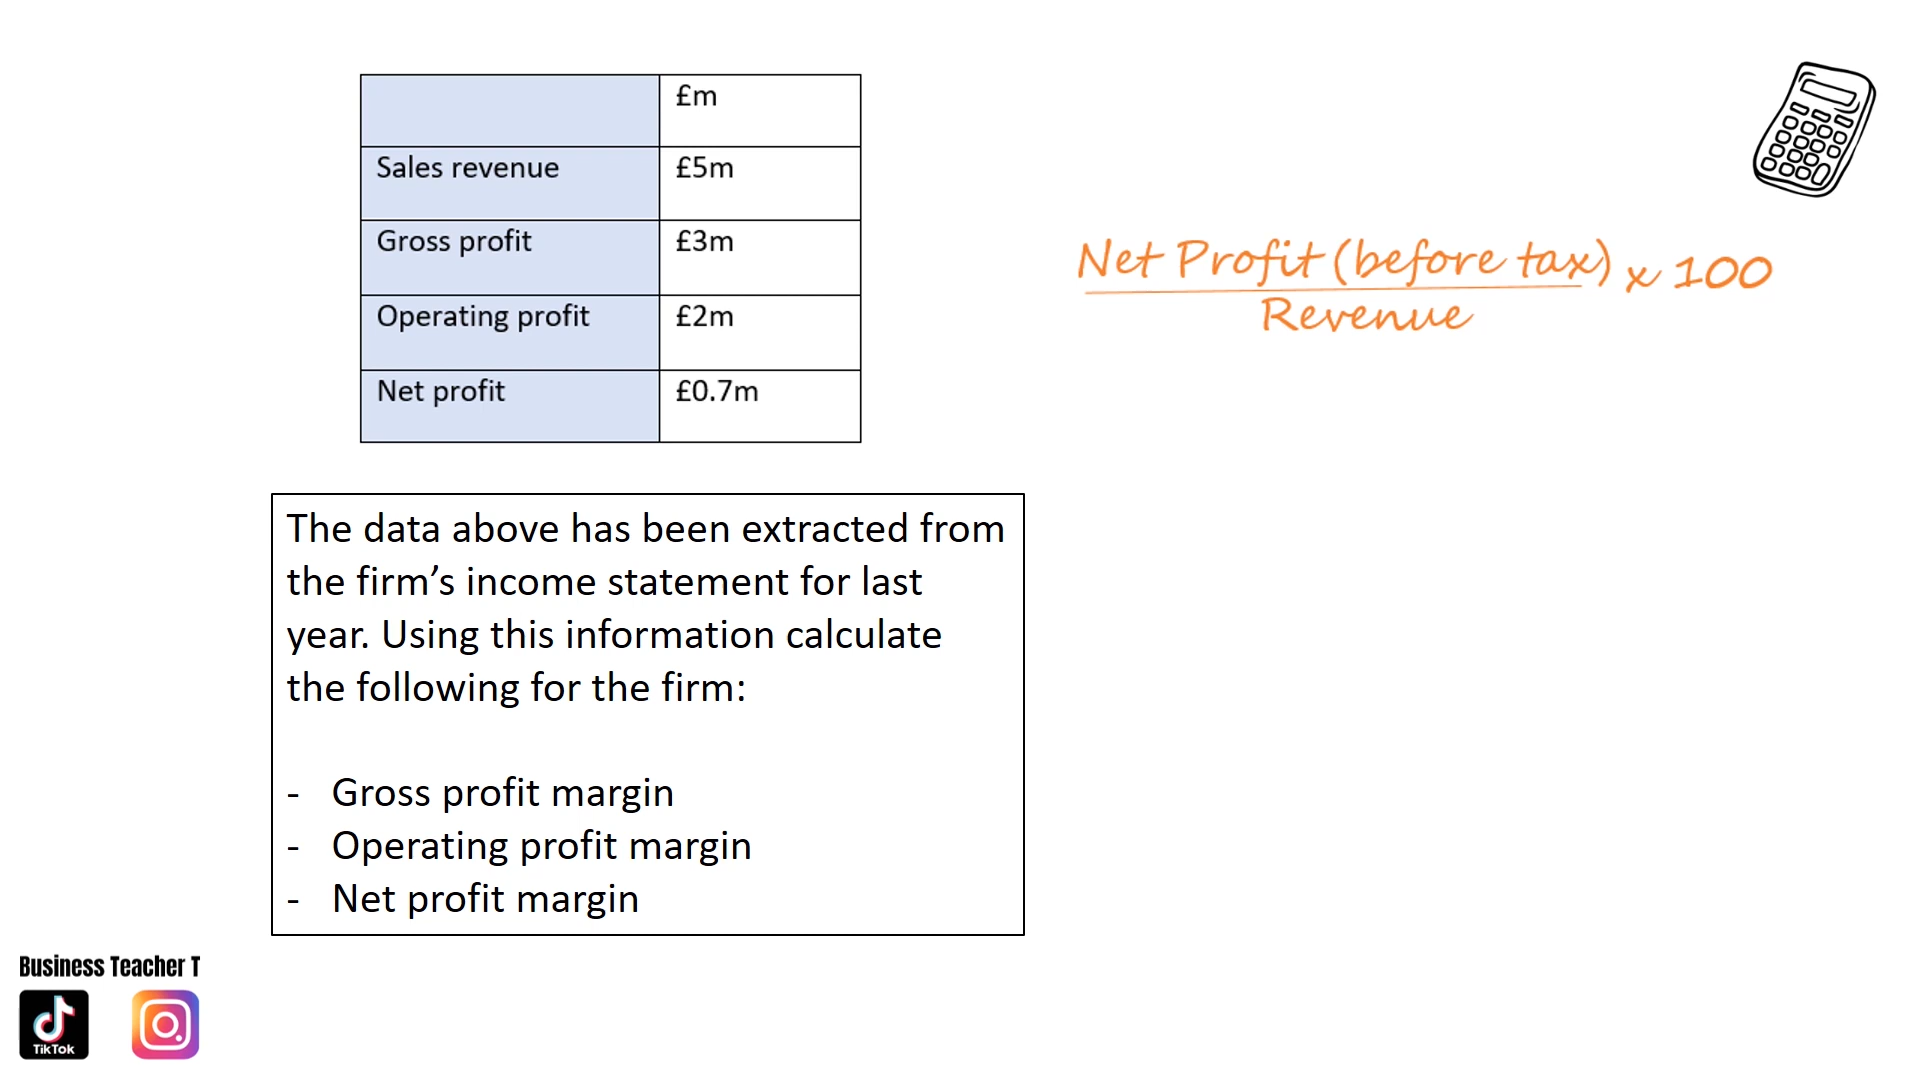 £m
Sales revenue £5m
Gross profit £3m
Operating profit £2m
Net profit £0.7m
Net Profit (before tax) x 100
Revenue
The data above has been extracted from
the firm’s income statement for last
year. Using this information calculate
the following for the firm:
- Gross profit margin
- Operating profit margin
- Net profit margin
Business Teacher T
TikTok